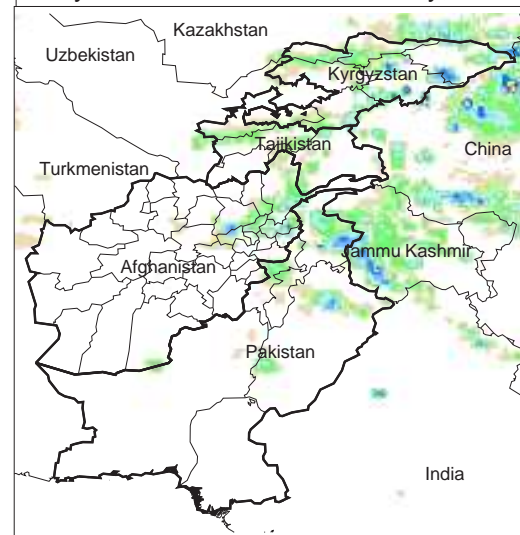 Kazakhstan
Uzbekistan
Kyrgyzstan
Tajikistan
China
Turkmenistan
Jammu Kashmir
Afghanistan
Pakistan
India